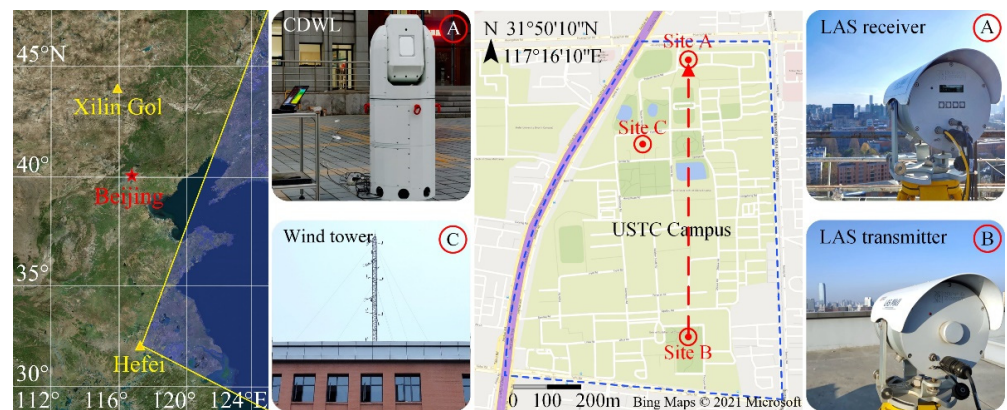 45°N
Xilin Gol
40°
Beijing
35°
Hefei
30°
112° 116° 120° 124°E
CDWL
A
Wind tower
C
N 31°50'10"N
117°16'10"E
Site A
Site C
USTC Campus
Site B
0 100 200m
Bing Maps © 2021 Microsoft
LAS receiver
A
LAS transmitter
B